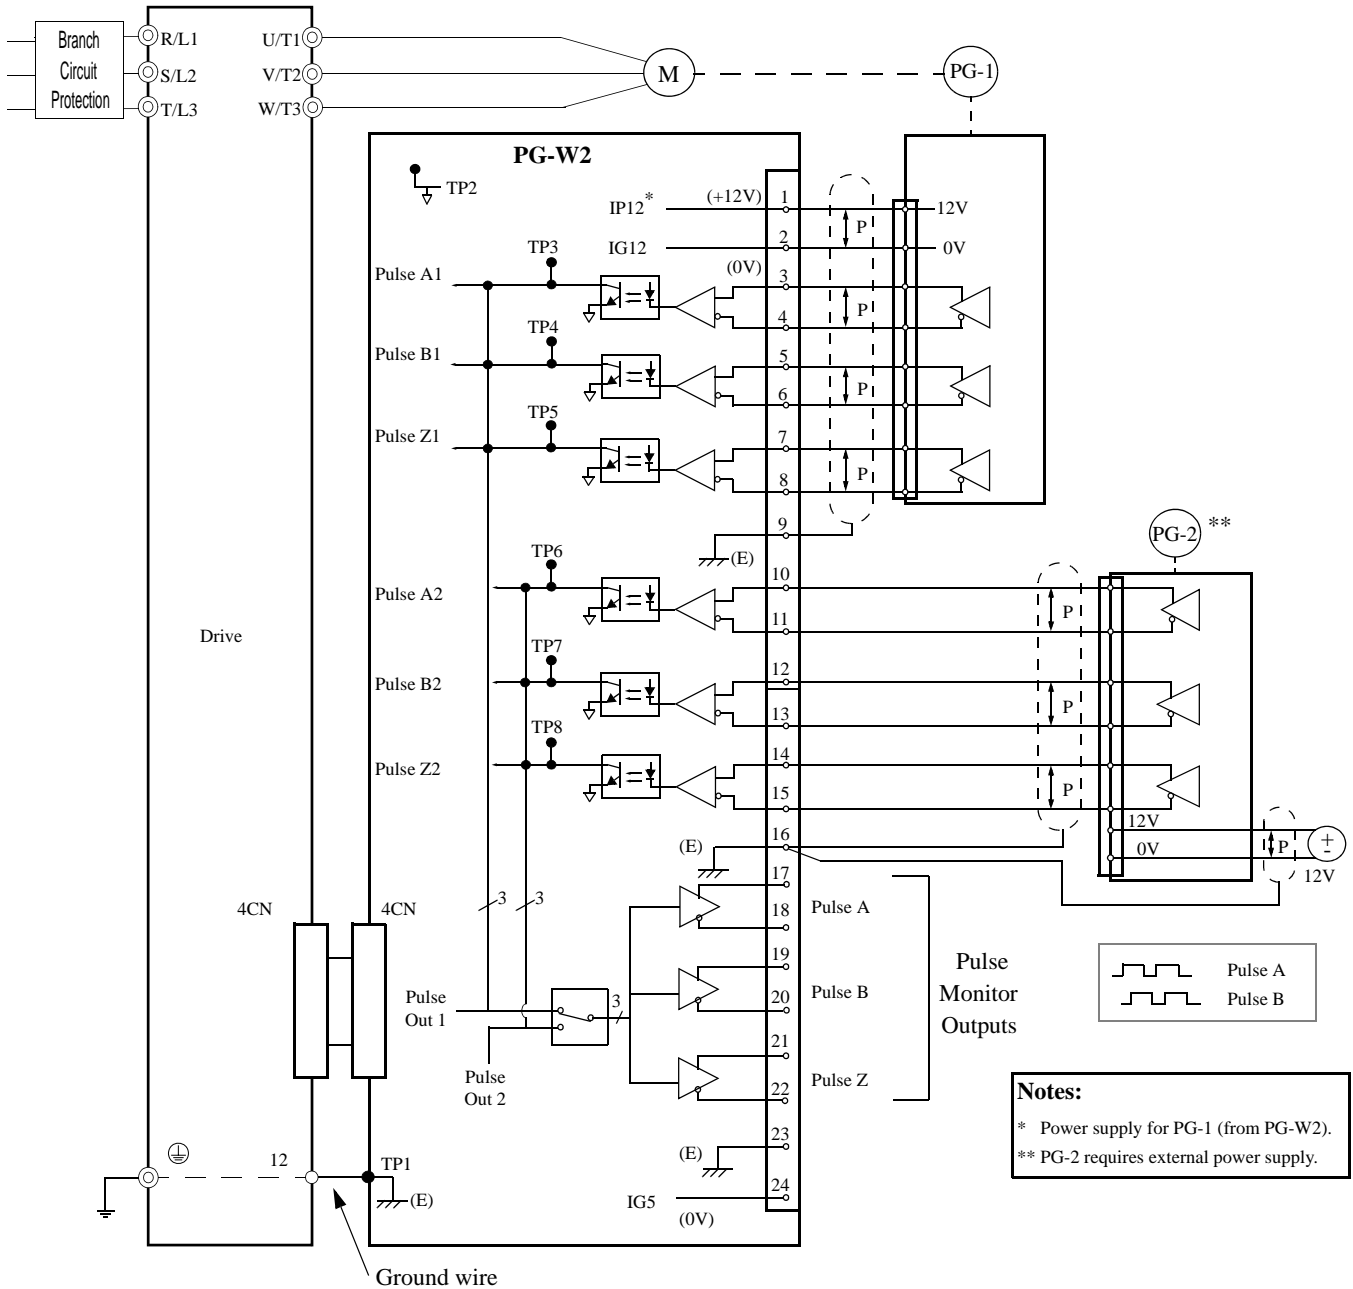 Branch
Circuit
Protection
R/L1
S/L2
T/L3
U/T1
V/T2
W/T3
M
PG-1
PG-W2
TP2
IP12*
(+12V)
1
P
12V
IG12
2
0V
(0V)
TP3
Pulse A1
3
P
4
TP4
Pulse B1
5
P
6
TP5
Pulse Z1
7
P
8
9
(E)
PG-2
**
TP6
10
Pulse A2
P
11
Drive
TP7
12
Pulse B2
P
13
TP8
14
Pulse Z2
P
15
16
(E)
12V
0V
P
+
-
12V
17
18
Pulse A
3
3
4CN
4CN
19
Pulse B
20
Pulse
Monitor
Outputs
Pulse A
Pulse B
Pulse
Out 1
3
21
Pulse Z
22
Pulse
Out 2
23
(E)
24
IG5
(0V)
12
TP1
(E)
Ground wire
Notes:
* Power supply for PG-1 (from PG-W2).
** PG-2 requires external power supply.